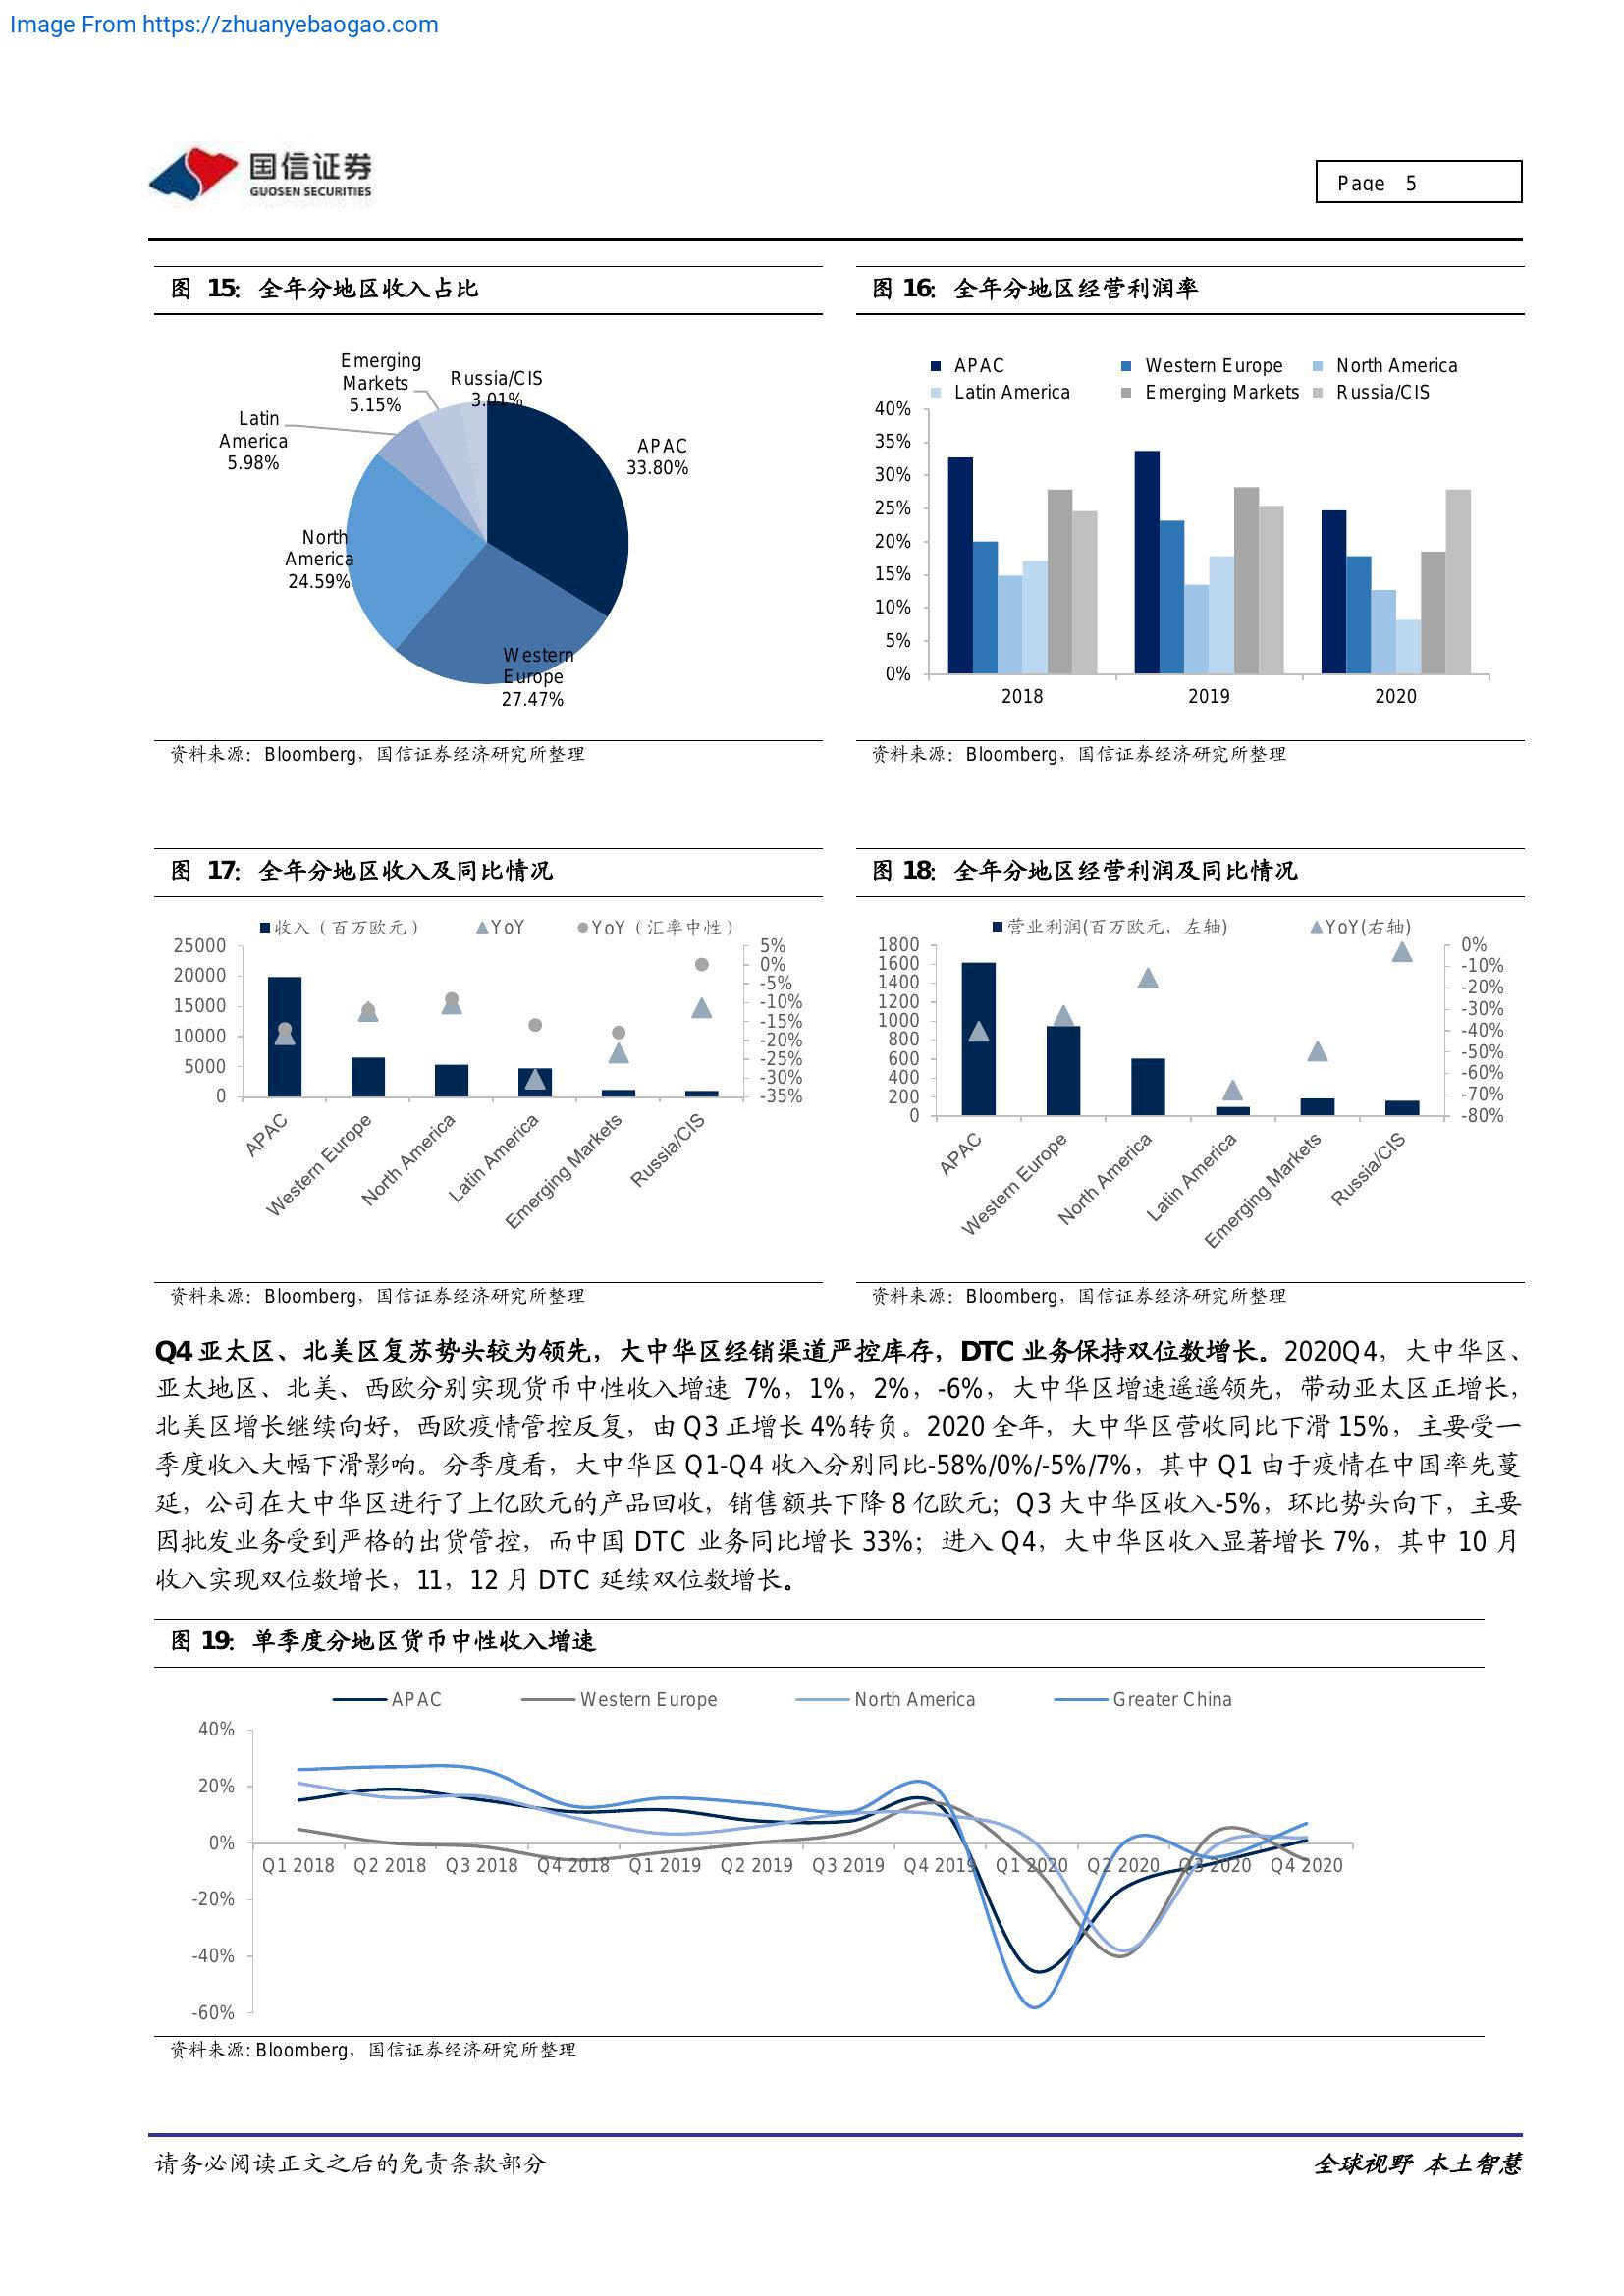 Image From https://zhuanyebaogao.com
国信证券
GUOSEN SECURITIES
Page 5
图 15：全年分地区收入占比
Emerging
Markets
5.15%
Russia/CIS
3.01%
Latin
America
5.98%
APAC
33.80%
North
America
24.59%
Western
Europe
27.47%
资料来源：Bloomberg，国信证券经济研究所整理
图 16：全年分地区经营利润率
APAC Western Europe North America
Latin America Emerging Markets Russia/CIS
40%
35%
30%
25%
20%
15%
10%
5%
0%
2018 2019 2020
资料来源：Bloomberg，国信证券经济研究所整理
图 17：全年分地区收入及同比情况
收入（百万欧元） YoY YoY（汇率中性）
25000
20000
15000
10000
5000
0
5%
0%
-5%
-10%
-15%
-20%
-25%
-30%
-35%
APAC
Western Europe
North America
Latin America
Emerging Markets
Russia/CIS
资料来源：Bloomberg，国信证券经济研究所整理
图 18：全年分地区经营利润及同比情况
营业利润(百万欧元，左轴) YoY(右轴)
1800
1600
1400
1200
1000
800
600
400
200
0
0%
-10%
-20%
-30%
-40%
-50%
-60%
-70%
-80%
APAC
Western Europe
North America
Latin America
Emerging Markets
Russia/CIS
资料来源：Bloomberg，国信证券经济研究所整理
Q4 亚太区、北美区复苏势头较为领先，大中华区经销渠道严控库存，DTC 业务保持双位数增长。2020Q4，大中华区、
亚太地区、北美、西欧分别实现货币中性收入增速 7%，1%，2%，-6%，大中华区增速遥遥领先，带动亚太区正增长，
北美区增长继续向好，西欧疫情管控反复，由 Q3 正增长 4%转负。2020 全年，大中华区营收同比下滑 15%，主要受一
季度收入大幅下滑影响。分季度看，大中华区 Q1-Q4 收入分别同比-58%/0%/-5%/7%，其中 Q1 由于疫情在中国率先蔓
延，公司在大中华区进行了上亿欧元的产品回收，销售额共下降 8 亿欧元；Q3 大中华区收入-5%，环比势头向下，主要
因批发业务受到严格的出货管控，而中国 DTC 业务同比增长 33%；进入 Q4，大中华区收入显著增长 7%，其中 10 月
收入实现双位数增长，11，12 月 DTC 延续双位数增长。
图 19：单季度分地区货币中性收入增速
APAC Western Europe North America Greater China
40%
20%
0%
-20%
-40%
-60%
Q1 2018 Q2 2018 Q3 2018 Q4 2018 Q1 2019 Q2 2019 Q3 2019 Q4 2019 Q1 2020 Q2 2020 Q3 2020 Q4 2020
资料来源: Bloomberg，国信证券经济研究所整理
请务必阅读正文之后的免责条款部分
全球视野 本土智慧